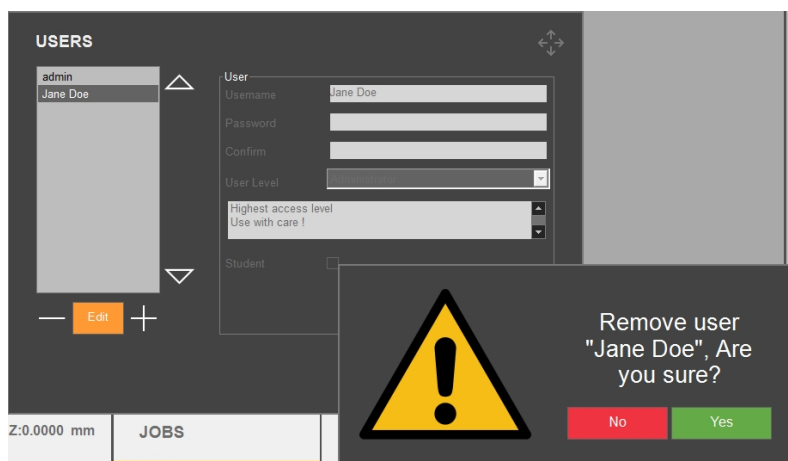 USERS
admin
Jane Doe
User
Username
Jane Doe
Password
Confirm
User Level
Administrator
Highest access level
Use with care !
Student
Edit
Remove user
"Jane Doe", Are
you sure?
No
Yes
Z:0.0000 mm
JOBS